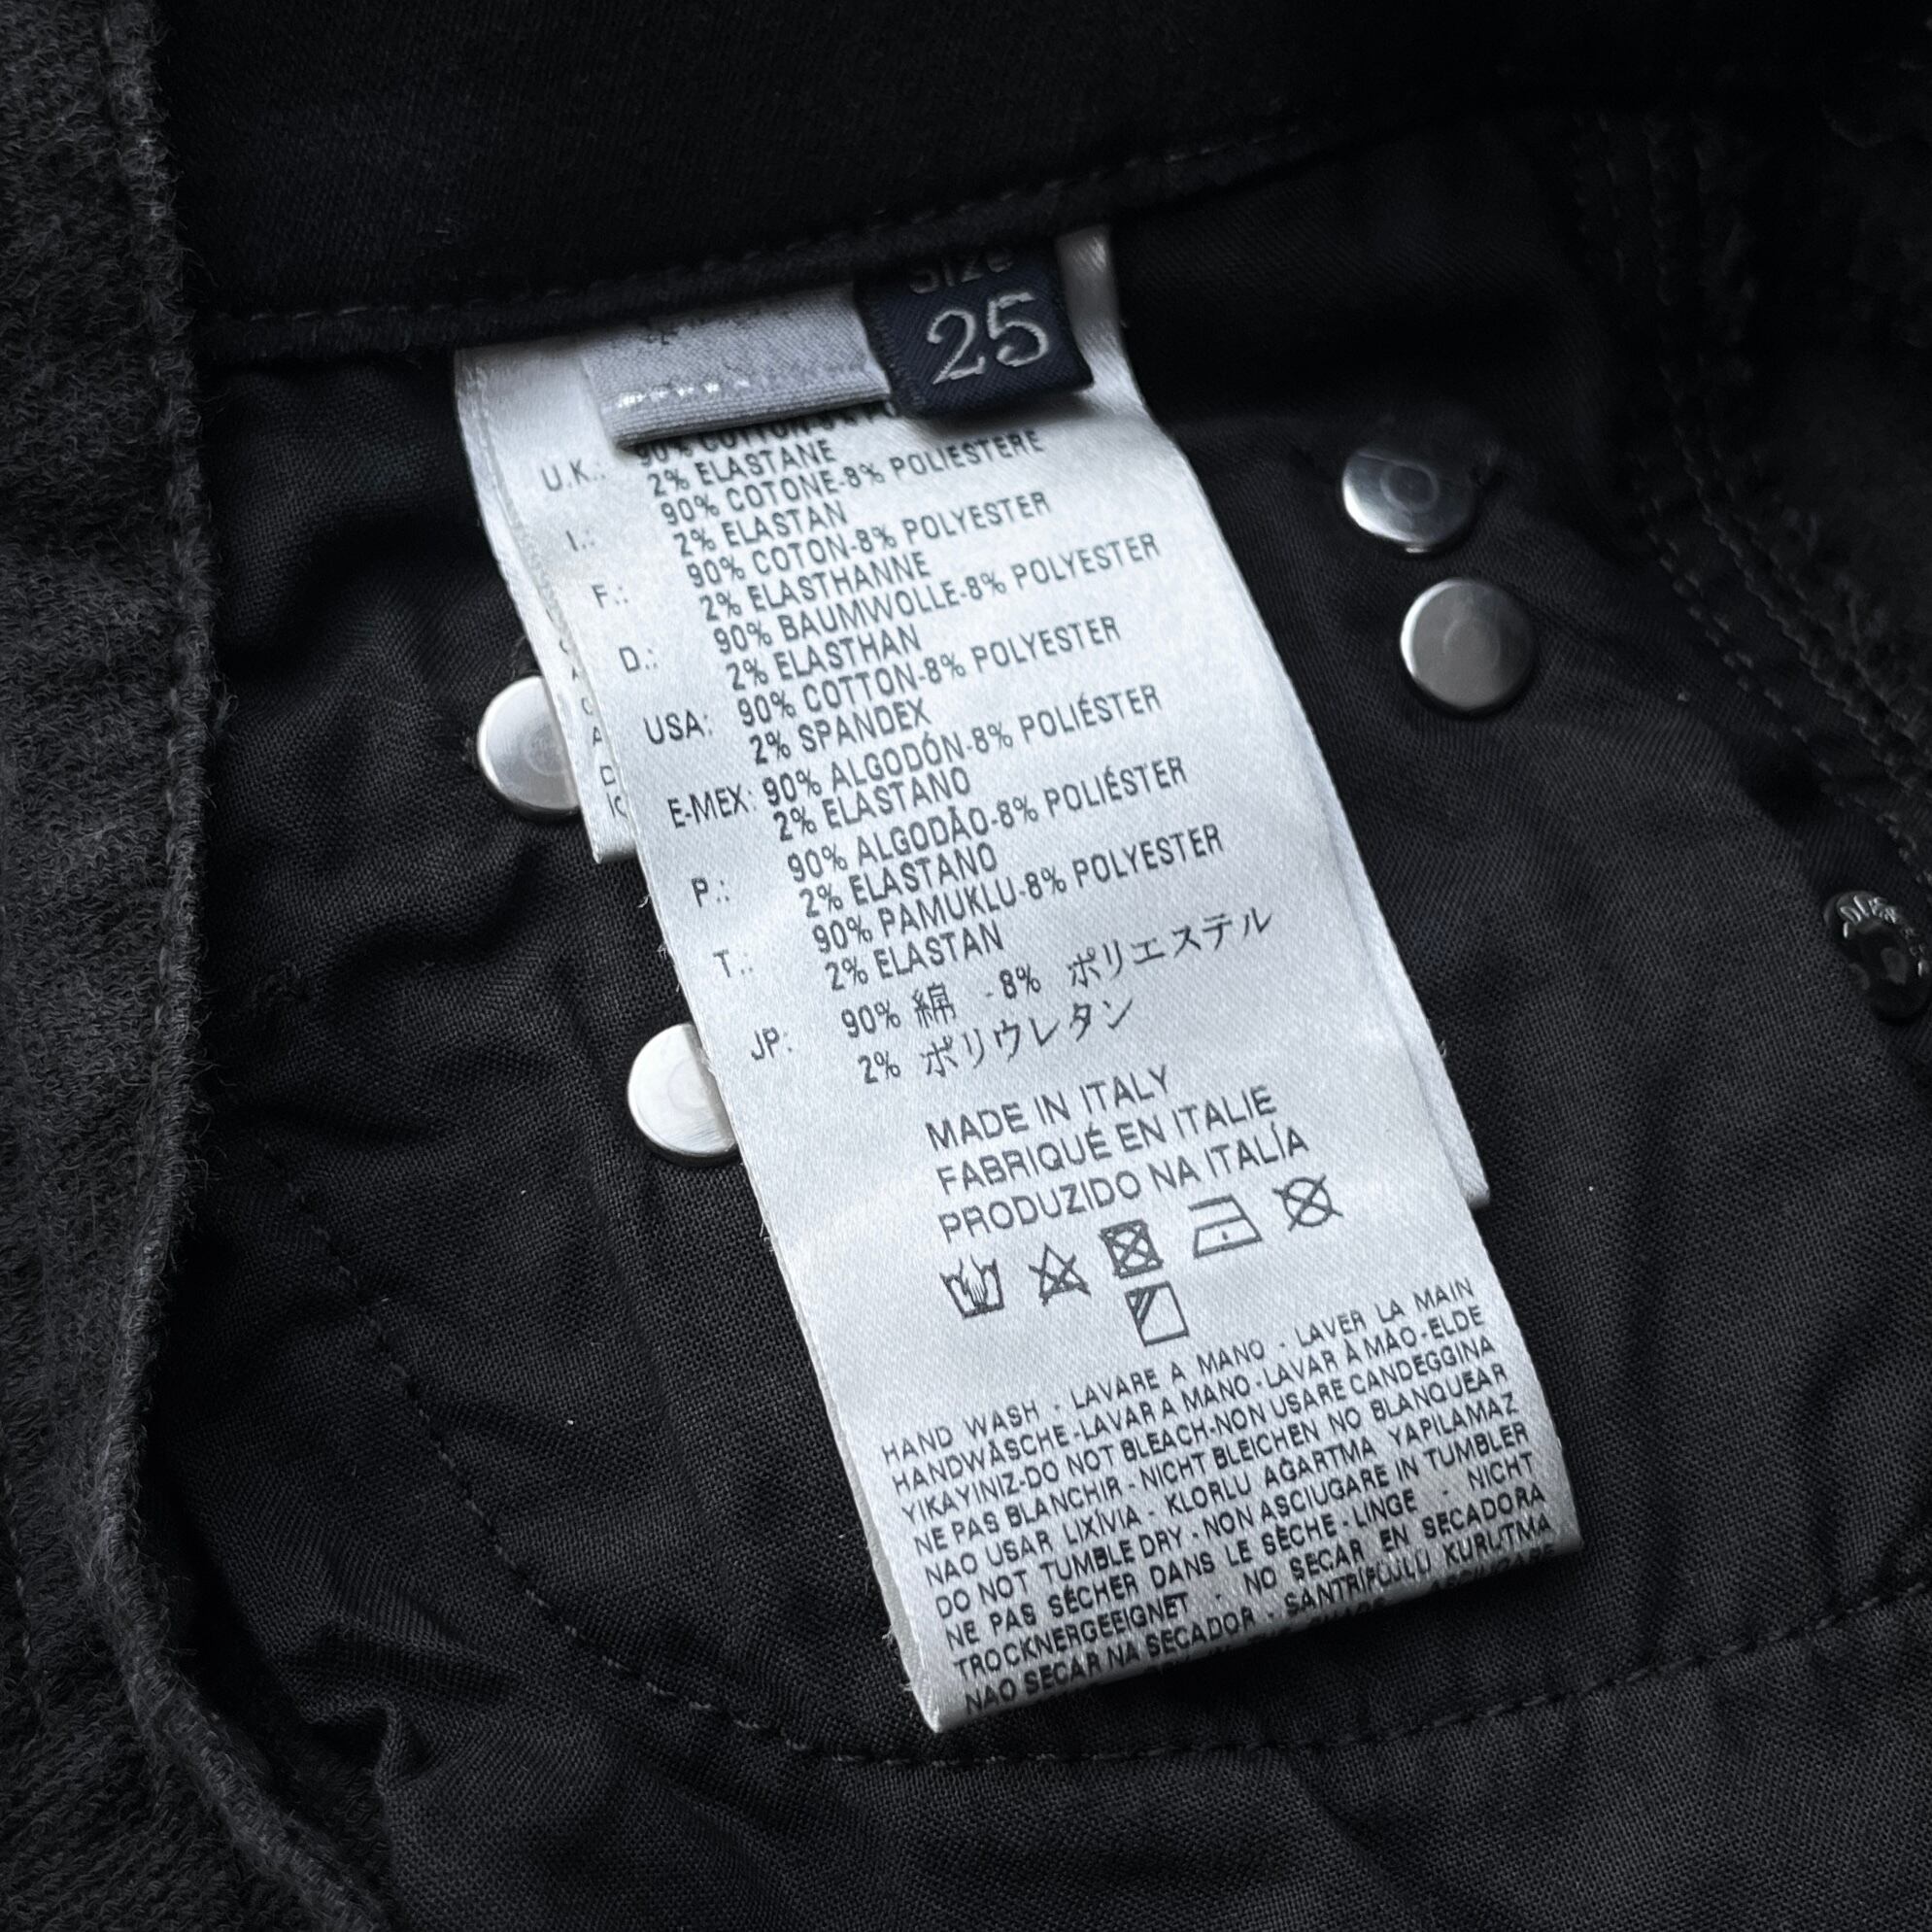 Size
25
U.K.: 90% COTTON-8%
2% ELASTANE
I.: 90% COTONE-8% POLIESTERE
2% ELASTAN
F.: 90% COTON-8% POLYESTER
2% ELASTHANNE
D.: 90% BAUMWOLLE-8% POLYESTER
2% ELASTHAN
USA: 90% COTTON-8% POLYESTER
2% SPANDEX
E-MEX: 90% ALGODÓN-8% POLIÉSTER
2% ELASTANO
P.: 90% ALGODÃO-8% POLIÉSTER
2% ELASTANO
T.: 90% PAMUKLU-8% POLYESTER
2% ELASTAN
JP: 90% 綿 - 8% ポリエステル
2% ポリウレタン
MADE IN ITALY
FABRIQUÉ EN ITALIE
PRODUZIDO NA ITALÍA
HAND WASH - LAVARE A MANO - LAVER LA MAIN
HANDWÄSCHE-LAVAR A MANO-LAVAR À MÃO-ELDE
YIKAYINIZ-DO NOT BLEACH-NON USARE CANDEGGINA
NE PAS BLANCHIR - NICHT BLEICHEN NO BLANQUEAR
NAO USAR LIXÍVIA - KLORLU AĞARTMA YAPILAMAZ
DO NOT TUMBLE DRY - NON ASCIUGARE IN TUMBLER
NE PAS SÉCHER DANS LE SÈCHE-LINGE - NICHT
TROCKNERGEEIGNET - NO SECAR EN SECADORA
NAO SECAR NA SECADOR - SANTRİFÜJLÜ KURUTMA